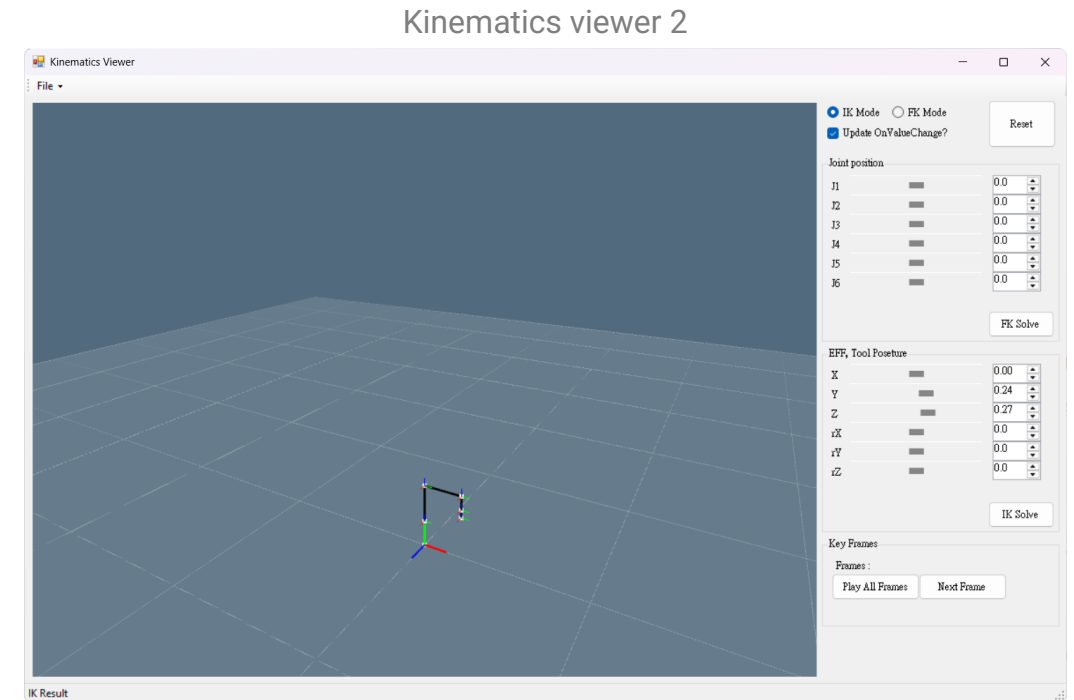 Kinematics viewer 2
Kinematics Viewer
File
IK Mode FK Mode
Reset
Update OnValueChange?
Joint position
J1 0.0
J2 0.0
J3 0.0
J4 0.0
J5 0.0
J6 0.0
FK Solve
EFF, Tool Poseture
X 0.00
Y 0.24
Z 0.27
rX 0.0
rY 0.0
rZ 0.0
IK Solve
Key Frames
Frames :
Play All Frames Next Frame
IK Result